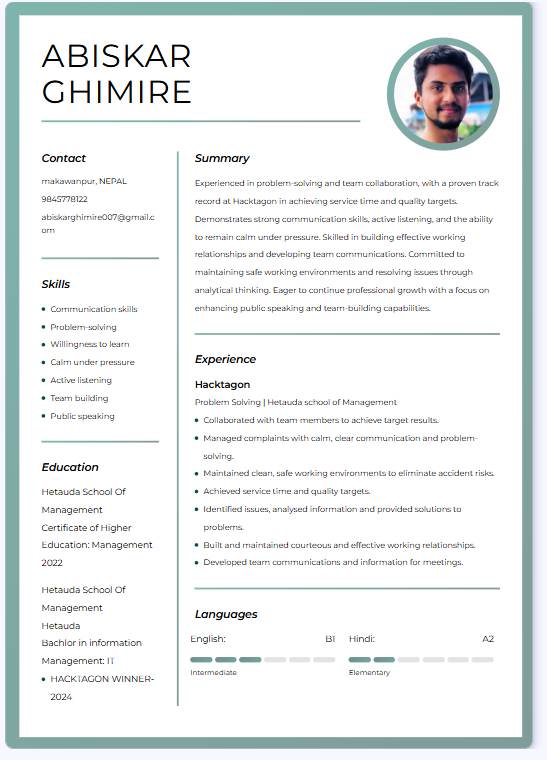 ABISKAR
GHIMIRE
Contact
makawanpur, NEPAL
9845778122
abiskarghimire007@gmail.c
om
Skills
Communication skills
Problem-solving
Willingness to learn
Calm under pressure
Active listening
Team building
Public speaking
Education
Hetauda School Of
Management
Certificate of Higher
Education: Management
2022
Hetauda School Of
Management
Hetauda
Bachlor in information
Management: IT
HACKTAGON WINNER-
2024
Summary
Experienced in problem-solving and team collaboration, with a proven track
record at Hacktagon in achieving service time and quality targets.
Demonstrates strong communication skills, active listening, and the ability
to remain calm under pressure. Skilled in building effective working
relationships and developing team communications. Committed to
maintaining safe working environments and resolving issues through
analytical thinking. Eager to continue professional growth with a focus on
enhancing public speaking and team-building capabilities.
Experience
Hacktagon
Problem Solving | Hetauda school of Management
Collaborated with team members to achieve target results.
Managed complaints with calm, clear communication and problem-
solving.
Maintained clean, safe working environments to eliminate accident risks.
Achieved service time and quality targets.
Identified issues, analysed information and provided solutions to
problems.
Built and maintained courteous and effective working relationships.
Developed team communications and information for meetings.
Languages
English: B1
Intermediate
Hindi: A2
Elementary